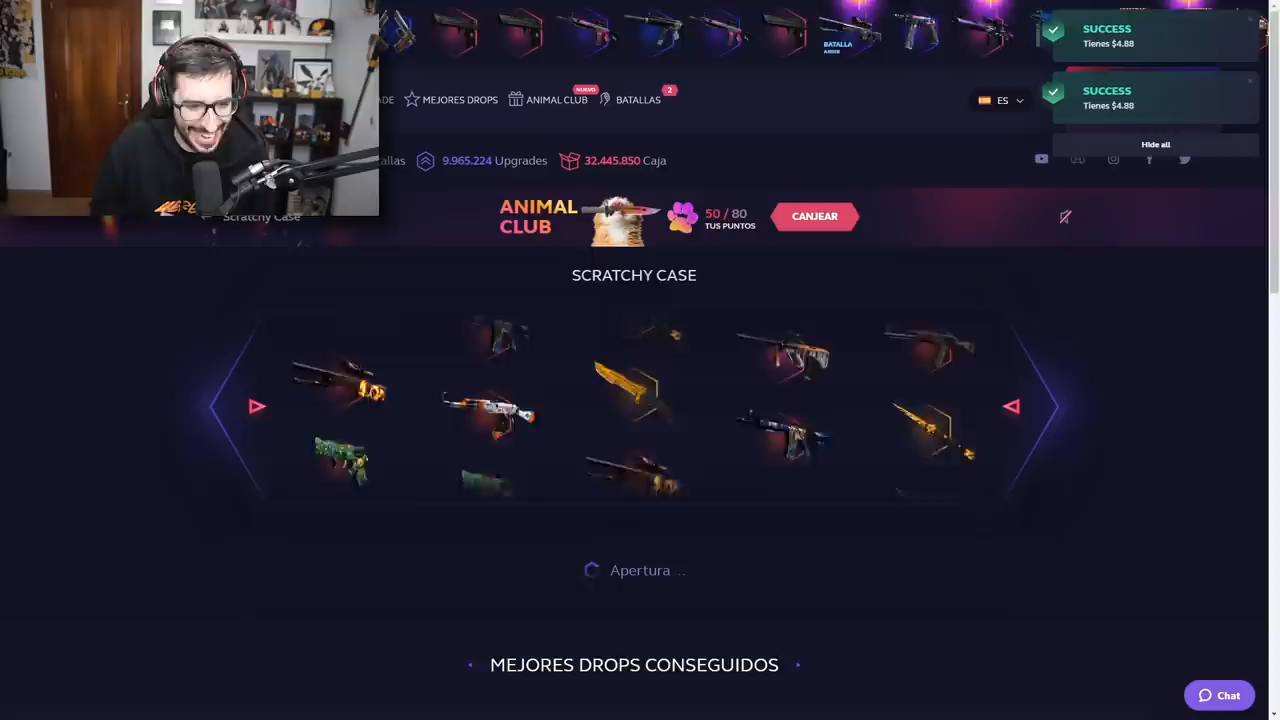 BATALLA
SUCCESS
Tienes $4.88
SUCCESS
Tienes $4.88
Hide all
ADE
MEJORES DROPS
NUEVO
ANIMAL CLUB
BATALLAS
2
ES
allas
9.965.224 Upgrades
32.445.850 Caja
Scratchy Case
ANIMAL
CLUB
50 / 80
TUS PUNTOS
CANJEAR
SCRATCHY CASE
Apertura ...
MEJORES DROPS CONSEGUIDOS
Chat